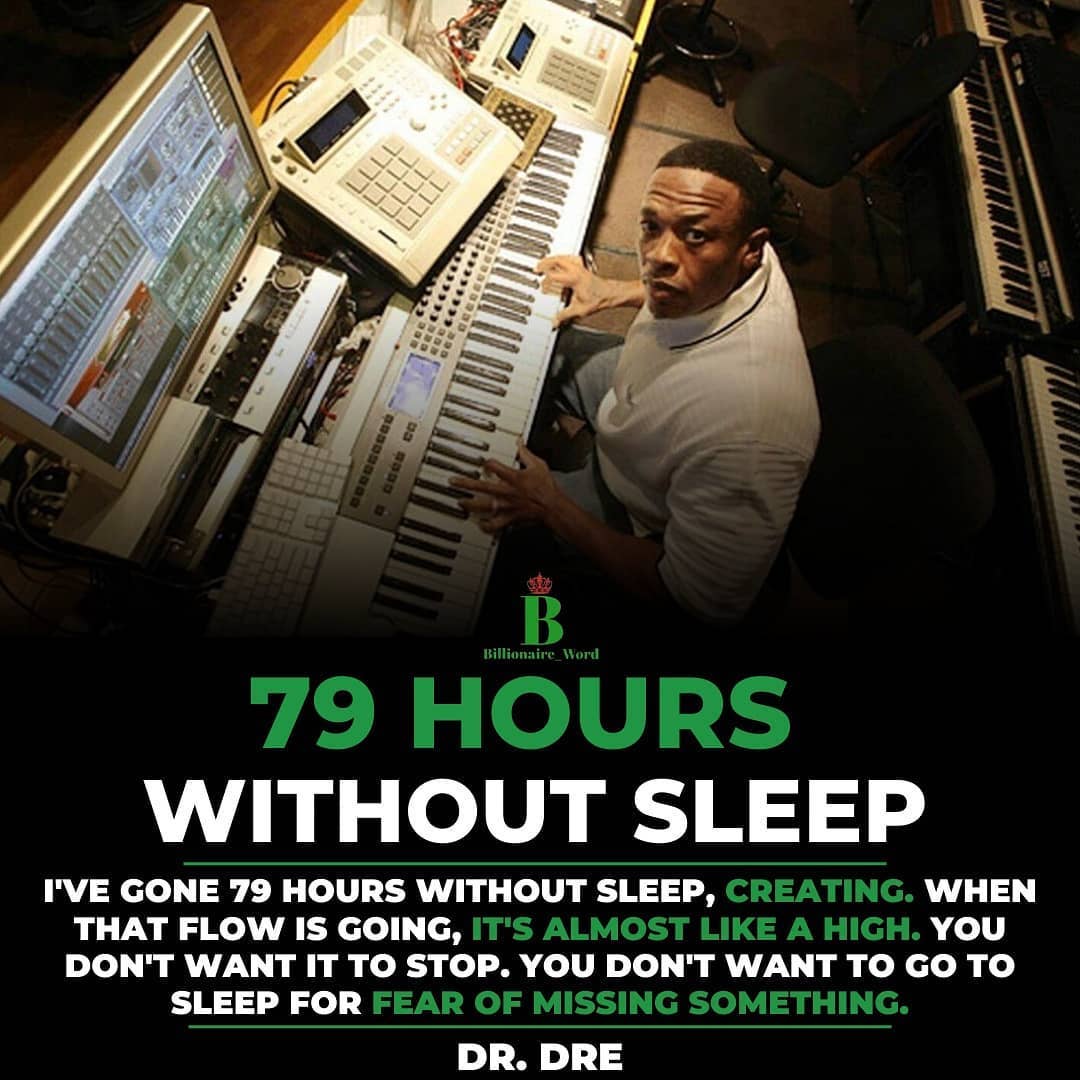 B
Billionaire_Word
79 HOURS
WITHOUT SLEEP
I'VE GONE 79 HOURS WITHOUT SLEEP, CREATING. WHEN
THAT FLOW IS GOING, IT'S ALMOST LIKE A HIGH. YOU
DON'T WANT IT TO STOP. YOU DON'T WANT TO GO TO
SLEEP FOR FEAR OF MISSING SOMETHING.
DR. DRE